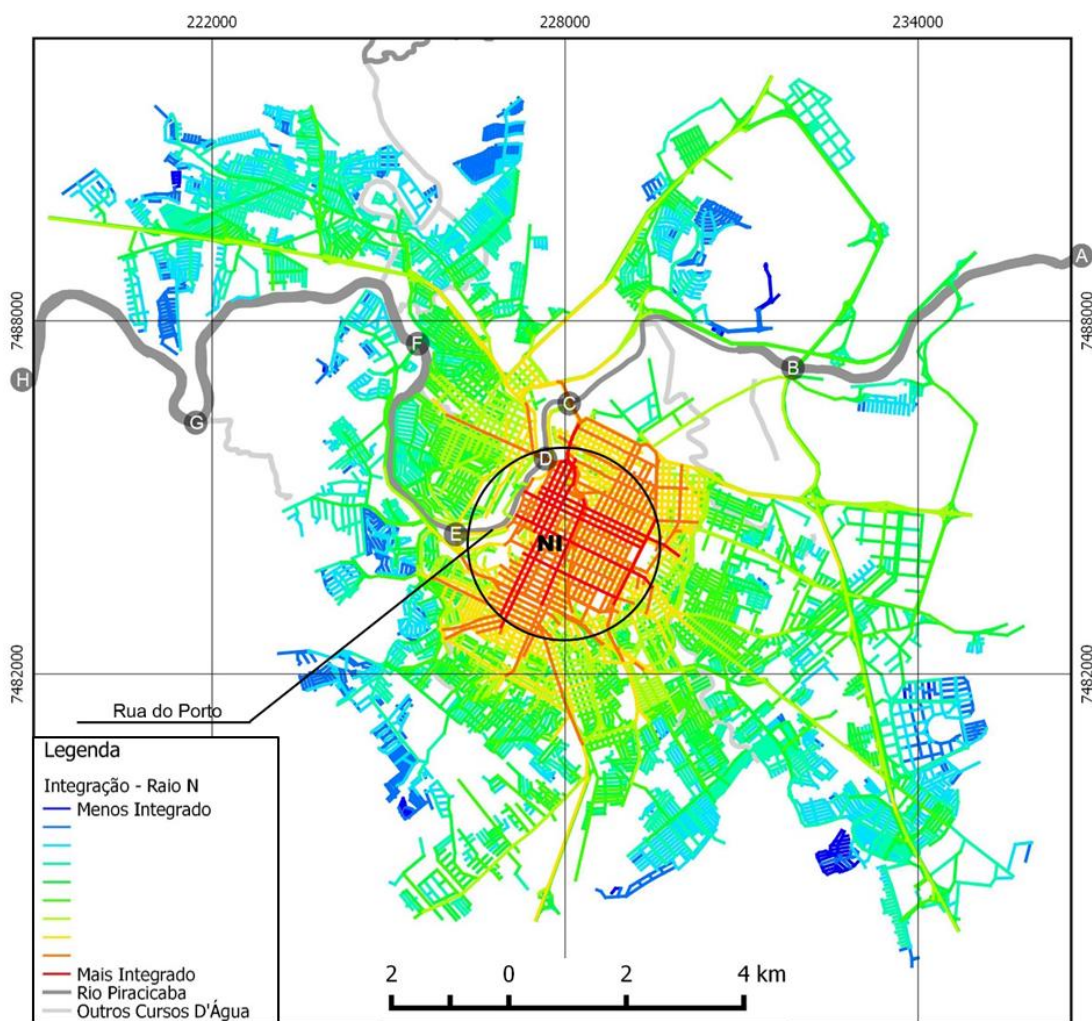 222000
228000
234000
A
7488000
7488000
B
F
H
C
G
D
E
NI
7482000
7482000
Rua do Porto
Legenda
Integração - Raio N
Menos Integrado
Mais Integrado
Rio Piracicaba
Outros Cursos D'Água
2 0 2 4 km